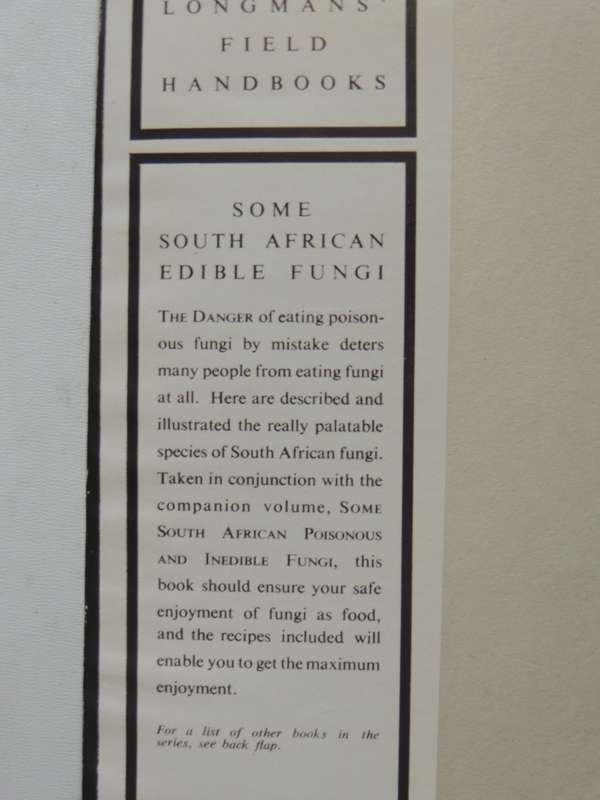 LONGMANS'
FIELD
HANDBOOKS
SOME
SOUTH AFRICAN
EDIBLE FUNGI
THE DANGER of eating poison-
ous fungi by mistake deters
many people from eating fungi
at all. Here are described and
illustrated the really palatable
species of South African fungi.
Taken in conjunction with the
companion volume, SOME
SOUTH AFRICAN POISONOUS
AND INEDIBLE FUNGI, this
book should ensure your safe
enjoyment of fungi as food,
and the recipes included will
enable you to get the maximum
enjoyment.
For a list of other books in the
series, see back flap.